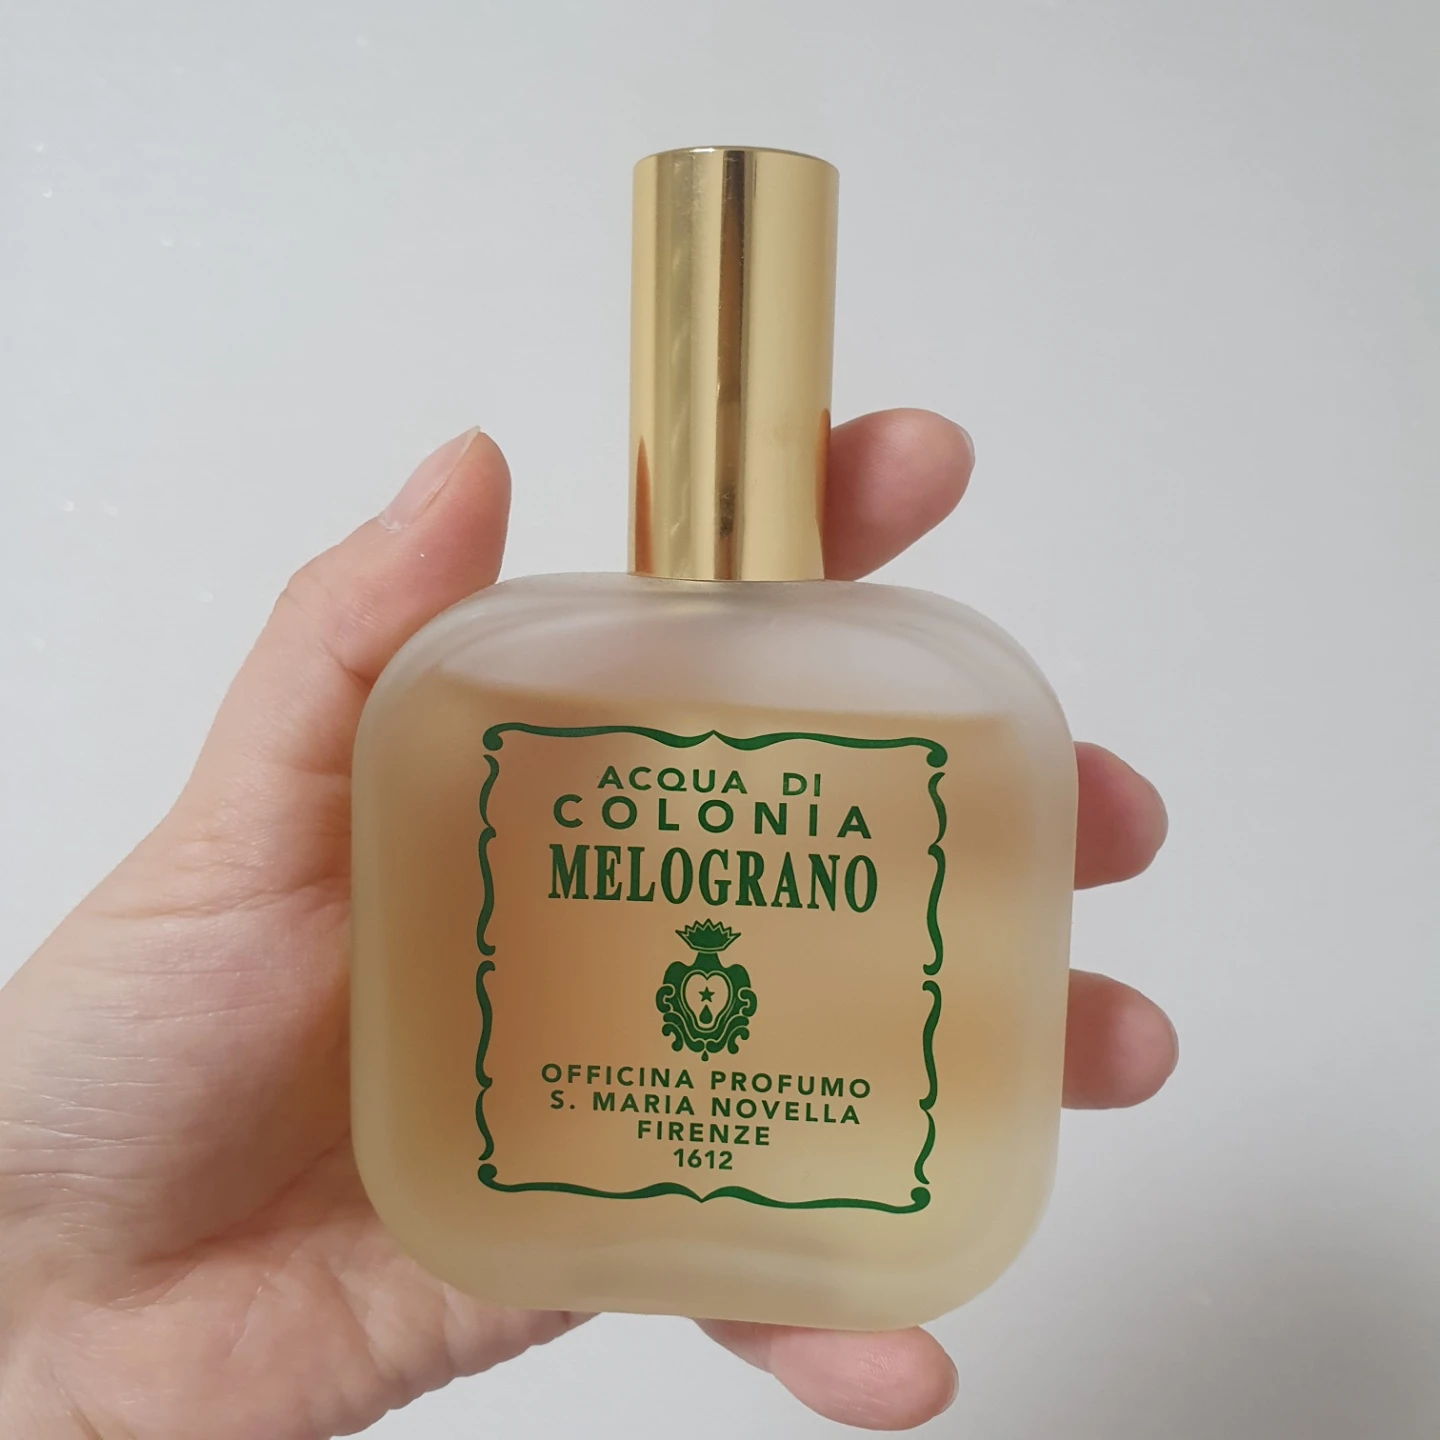 ACQUA DI
COLONIA
MELOGRANO
OFFICINA PROFUMO
S. MARIA NOVELLA
FIRENZE
1612